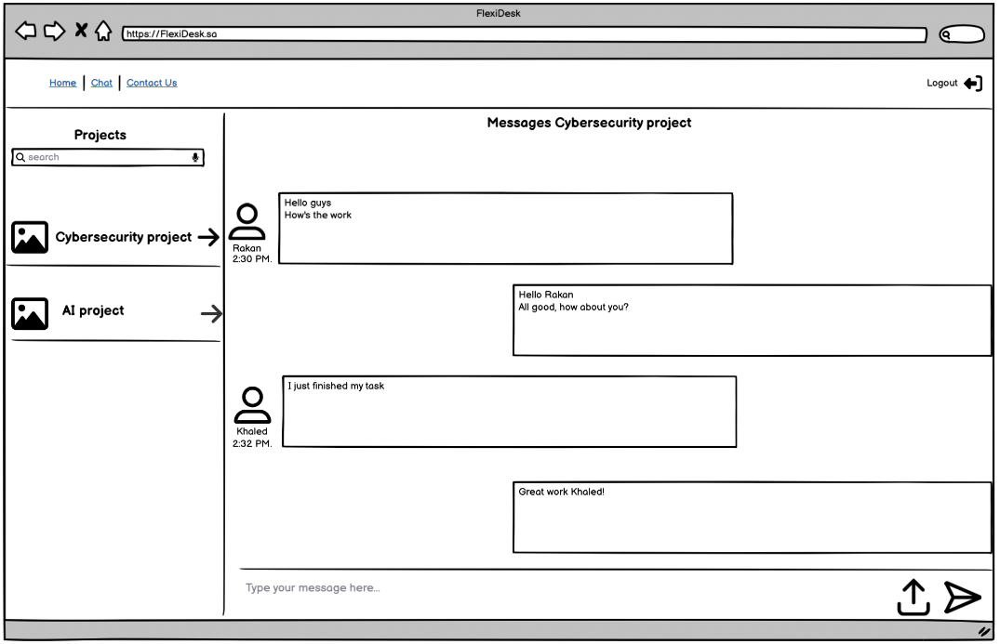 FlexiDesk
https://FlexiDesk.sa
Home | Chat | Contact Us
Logout
Projects
search
Cybersecurity project
AI project
Messages Cybersecurity project
Hello guys
How's the work
Rakan
2:30 PM.
Hello Rakan
All good, how about you?
I just finished my task
Khaled
2:32 PM.
Great work Khaled!
Type your message here...